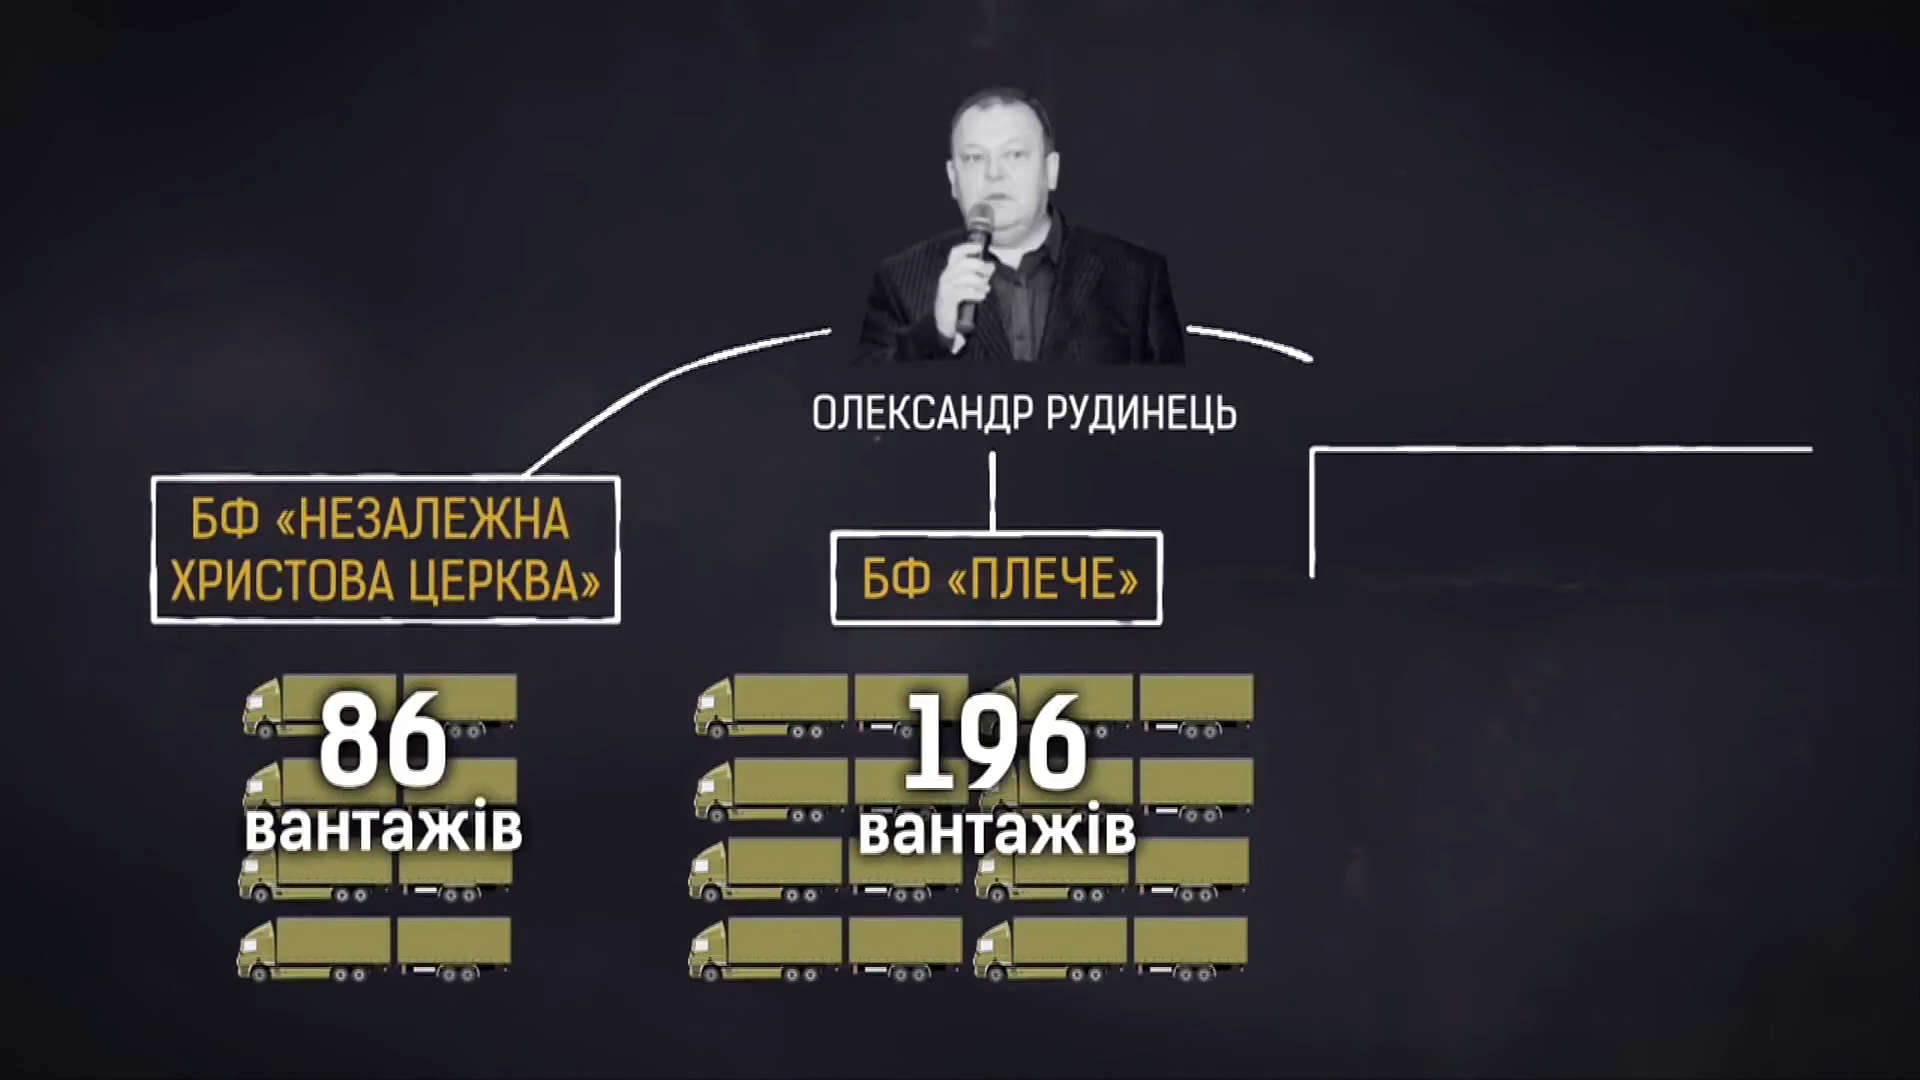 ОЛЕКСАНДР РУДИНЕЦЬ
БФ «НЕЗАЛЕЖНА
ХРИСТОВА ЦЕРКВА»
86
вантажів
БФ «ПЛЕЧЕ»
196
вантажів